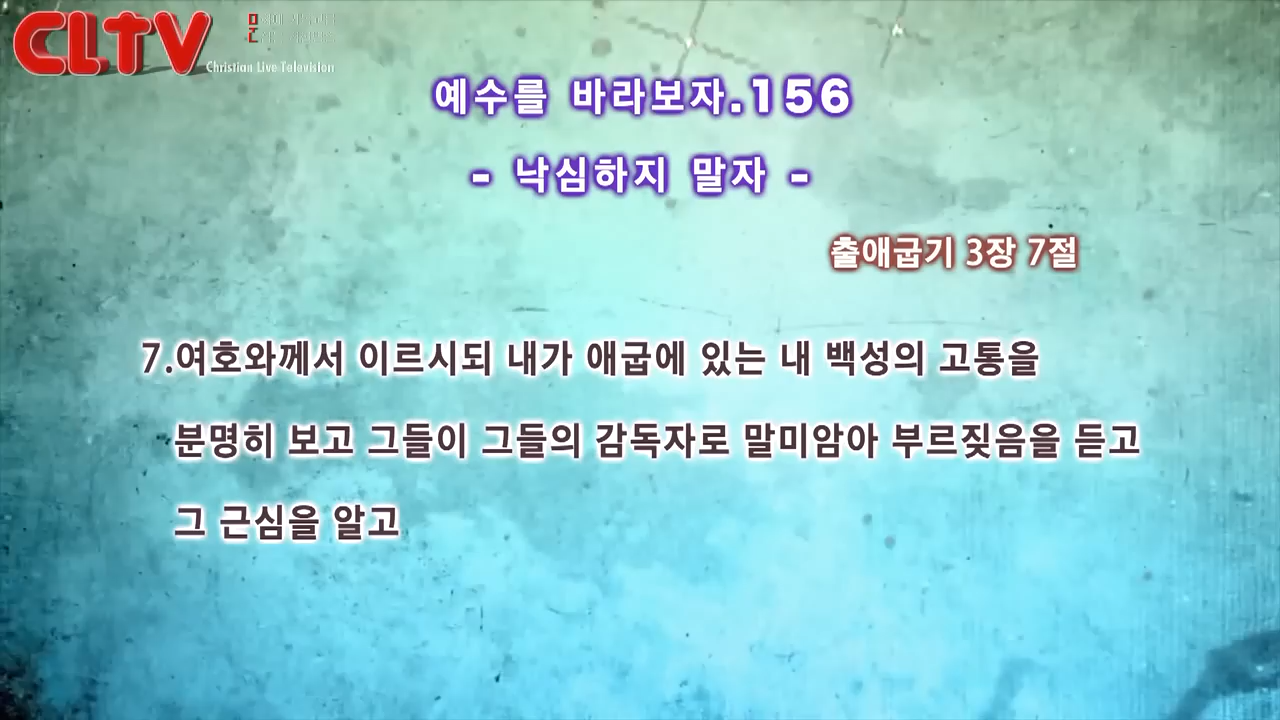 CLTV
Christian Live Television
예수를 바라보자.156
- 낙심하지 말자 -
출애굽기 3장 7절
7.여호와께서 이르시되 내가 애굽에 있는 내 백성의 고통을
분명히 보고 그들이 그들의 감독자로 말미암아 부르짖음을 듣고
그 근심을 알고